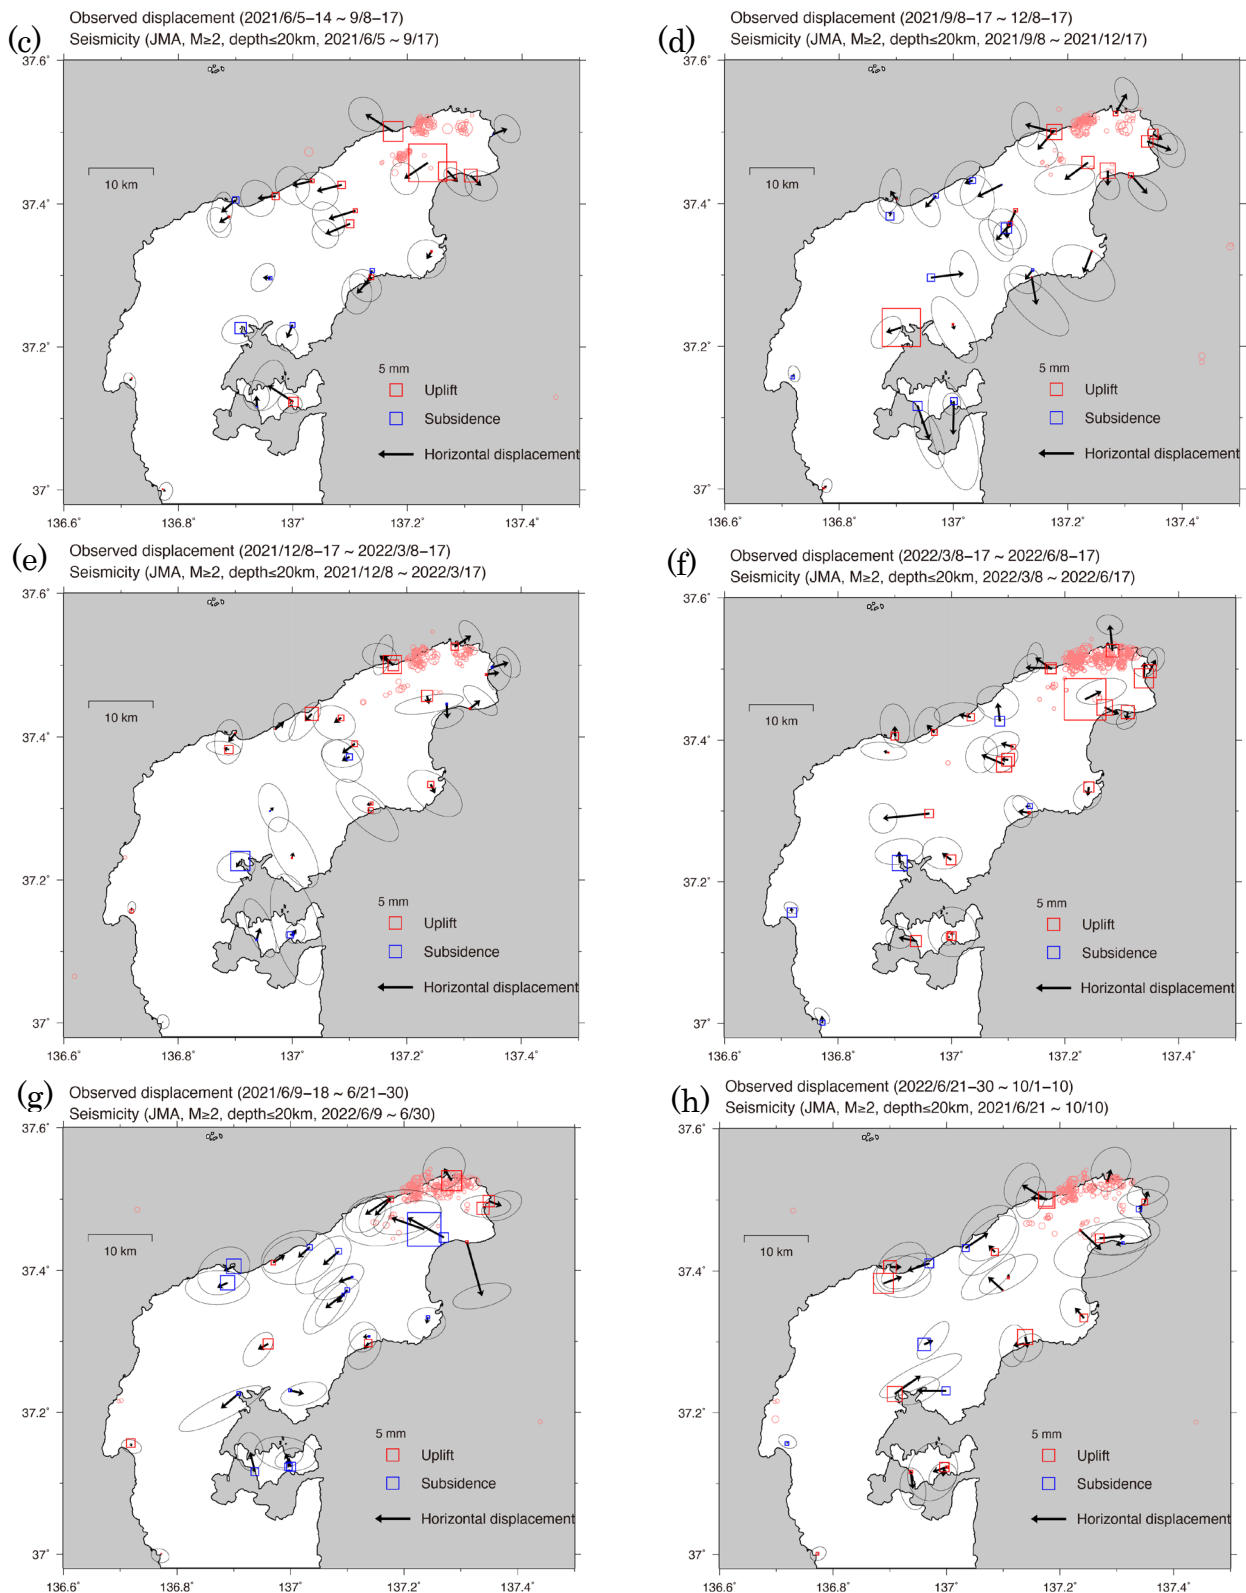 (c)
Observed displacement (2021/6/5–14 ~ 9/8–17)
Seismicity (JMA, M≥2, depth≤20km, 2021/6/5 ~ 9/17)
37.6°
37.4°
37.2°
37°
136.6°
136.8°
137°
137.2°
137.4°
10 km
5 mm
Uplift
Subsidence
Horizontal displacement
(d)
Observed displacement (2021/9/8–17 ~ 12/8–17)
Seismicity (JMA, M≥2, depth≤20km, 2021/9/8 ~ 2021/12/17)
37.6°
37.4°
37.2°
37°
136.6°
136.8°
137°
137.2°
137.4°
10 km
5 mm
Uplift
Subsidence
Horizontal displacement
(e)
Observed displacement (2021/12/8–17 ~ 2022/3/8–17)
Seismicity (JMA, M≥2, depth≤20km, 2021/12/8 ~ 2022/3/17)
37.6°
37.4°
37.2°
37°
136.6°
136.8°
137°
137.2°
137.4°
10 km
5 mm
Uplift
Subsidence
Horizontal displacement
(f)
Observed displacement (2022/3/8–17 ~ 2022/6/8–17)
Seismicity (JMA, M≥2, depth≤20km, 2022/3/8 ~ 2022/6/17)
37.6°
37.4°
37.2°
37°
136.6°
136.8°
137°
137.2°
137.4°
10 km
5 mm
Uplift
Subsidence
Horizontal displacement
(g)
Observed displacement (2021/6/9–18 ~ 6/21–30)
Seismicity (JMA, M≥2, depth≤20km, 2022/6/9 ~ 6/30)
37.6°
37.4°
37.2°
37°
136.6°
136.8°
137°
137.2°
137.4°
10 km
5 mm
Uplift
Subsidence
Horizontal displacement
(h)
Observed displacement (2022/6/21–30 ~ 10/1–10)
Seismicity (JMA, M≥2, depth≤20km, 2021/6/21 ~ 10/10)
37.6°
37.4°
37.2°
37°
136.6°
136.8°
137°
137.2°
137.4°
10 km
5 mm
Uplift
Subsidence
Horizontal displacement